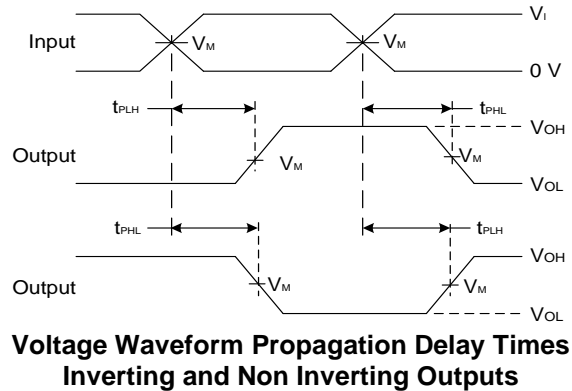 VI
Input
VM
VM
0 V
tPLH
tPHL
VOH
Output
VM
VM
VOL
tPHL
tPLH
VOH
Output
VM
VM
VOL
Voltage Waveform Propagation Delay Times
Inverting and Non Inverting Outputs